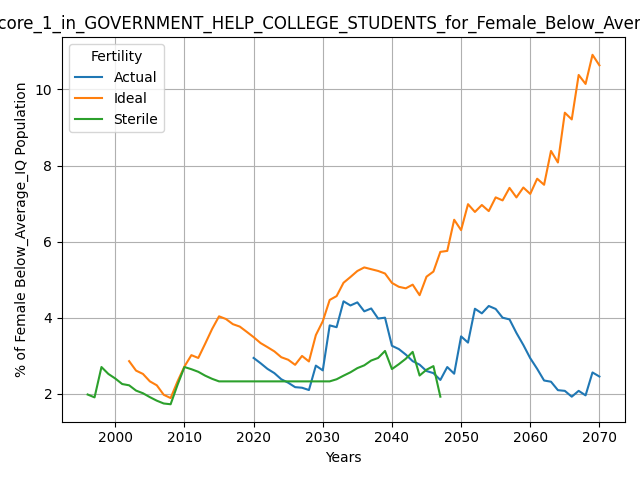 core_1_in_GOVERNMENT_HELP_COLLEGE_STUDENTS_for_Female_Below_Aver
Fertility
Actual
Ideal
Sterile
% of Female Below_Average_IQ Population
10
8
6
4
2
2000 2010 2020 2030 2040 2050 2060 2070
Years